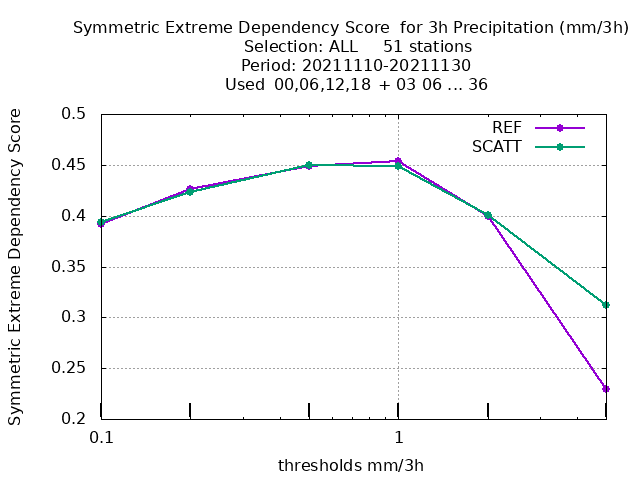 Symmetric Extreme Dependency Score  for 3h Precipitation (mm/3h)
Selection: ALL     51 stations
Period: 20211110-20211130
Used  00,06,12,18  + 03 06 ... 36
Symmetric Extreme Dependency Score
0.5
0.45
0.4
0.35
0.3
0.25
0.2
REF
SCATT
0.1
1
thresholds mm/3h